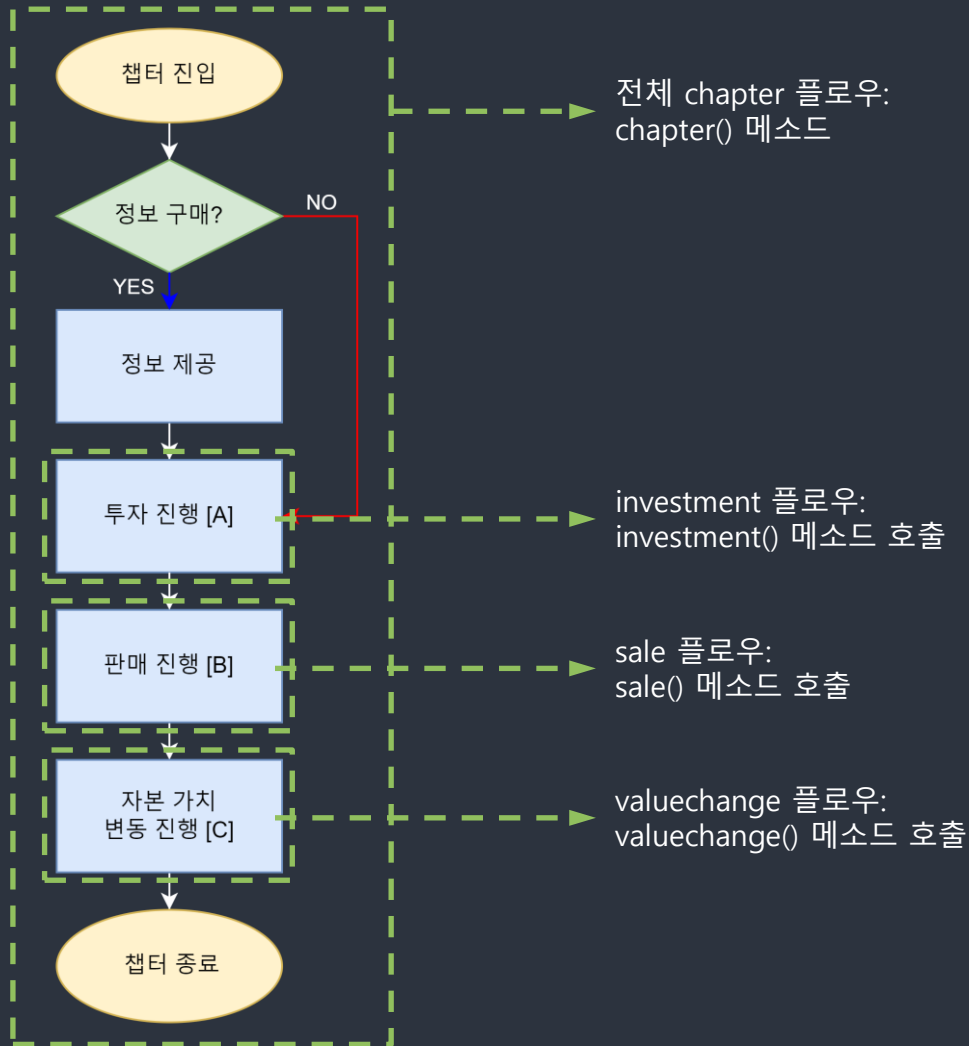 챕터 진입
전체 chapter 플로우:
chapter() 메소드
정보 구매?
NO
YES
정보 제공
투자 진행 [A]
investment 플로우:
investment() 메소드 호출
판매 진행 [B]
sale 플로우:
sale() 메소드 호출
자본 가치
변동 진행 [C]
valuechange 플로우:
valuechange() 메소드 호출
챕터 종료